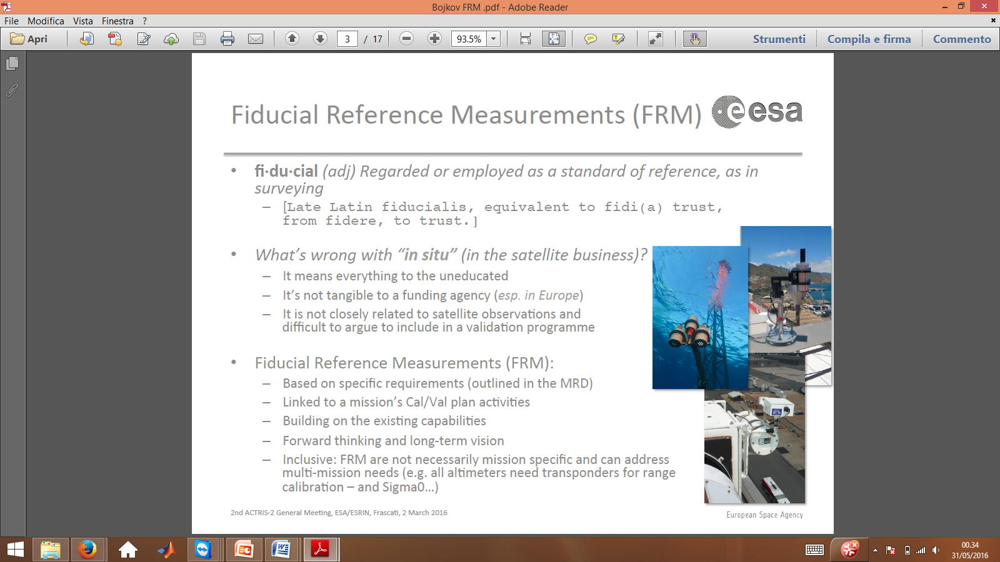 Bojkov FRM .pdf - Adobe Reader
File Modifica Vista Finestra ?
Apri 3 / 17 93.5% Strumenti Compila e firma Commento
Fiducial Reference Measurements (FRM) esa
• fi·du·cial (adj) Regarded or employed as a standard of reference, as in
surveying
– [Late Latin fiducialis, equivalent to fidi(a) trust,
from fidere, to trust.]
• What's wrong with “in situ” (in the satellite business)?
– It means everything to the uneducated
– It's not tangible to a funding agency (esp. in Europe)
– It is not closely related to satellite observations and
difficult to argue to include in a validation programme
• Fiducial Reference Measurements (FRM):
– Based on specific requirements (outlined in the MRD)
– Linked to a mission's Cal/Val plan activities
– Building on the existing capabilities
– Forward thinking and long-term vision
– Inclusive: FRM are not necessarily mission specific and can address
multi-mission needs (e.g. all altimeters need transponders for range
calibration – and Sigma0…)
2nd ACTRIS-2 General Meeting, ESA/ESRIN, Frascati, 2 March 2016
European Space Agency
00.34
31/05/2016